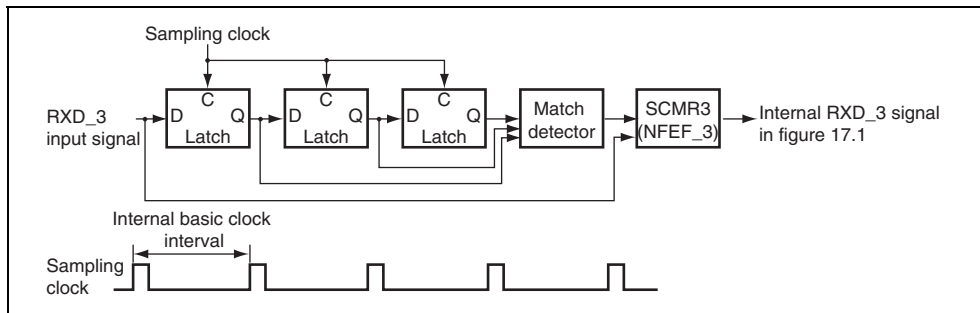 Sampling clock
RXD_3
input signal
C
D Q
Latch
C
D Q
Latch
C
D Q
Latch
Match
detector
SCMR3
(NFEF_3)
Internal RXD_3 signal
in figure 17.1
Internal basic clock
interval
Sampling
clock